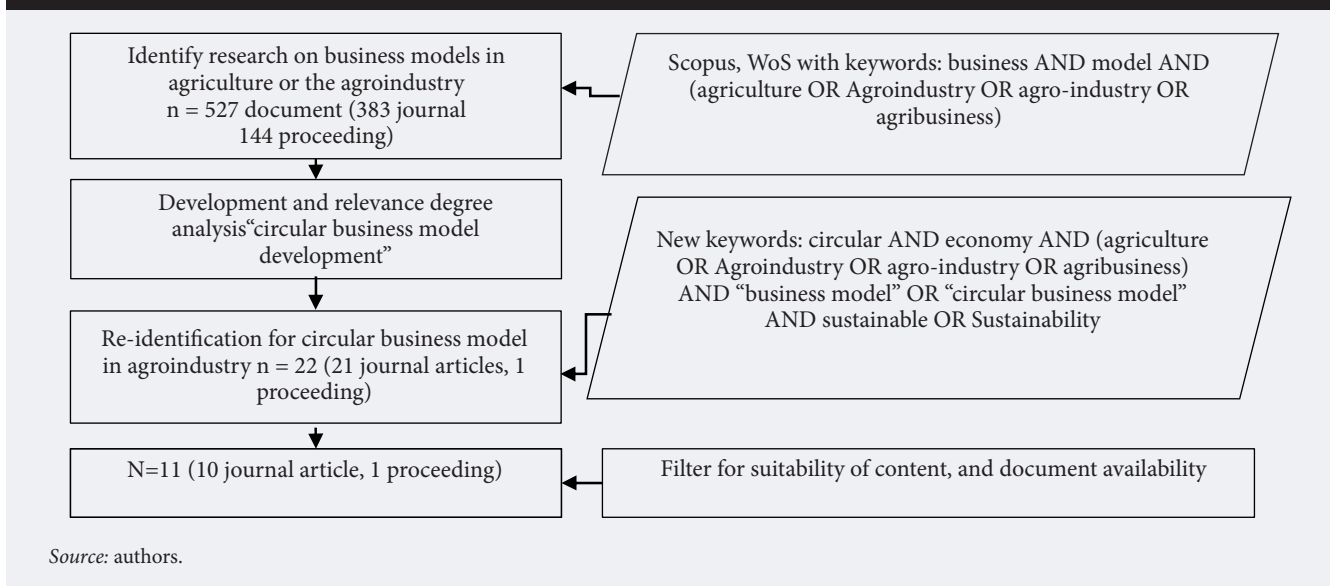 Identify research on business models in
agriculture or the agroindustry
n = 527 document (383 journal
144 proceeding)
Scopus, WoS with keywords: business AND model AND
(agriculture OR Agroindustry OR agro-industry OR
agribusiness)
Development and relevance degree
analysis“circular business model
development”
New keywords: circular AND economy AND (agriculture
OR Agroindustry OR agro-industry OR agribusiness)
AND “business model” OR “circular business model”
AND sustainable OR Sustainability
Re-identification for circular business model
in agroindustry n = 22 (21 journal articles, 1
proceeding)
N=11 (10 journal article, 1 proceeding)
Filter for suitability of content, and document availability
Source: authors.